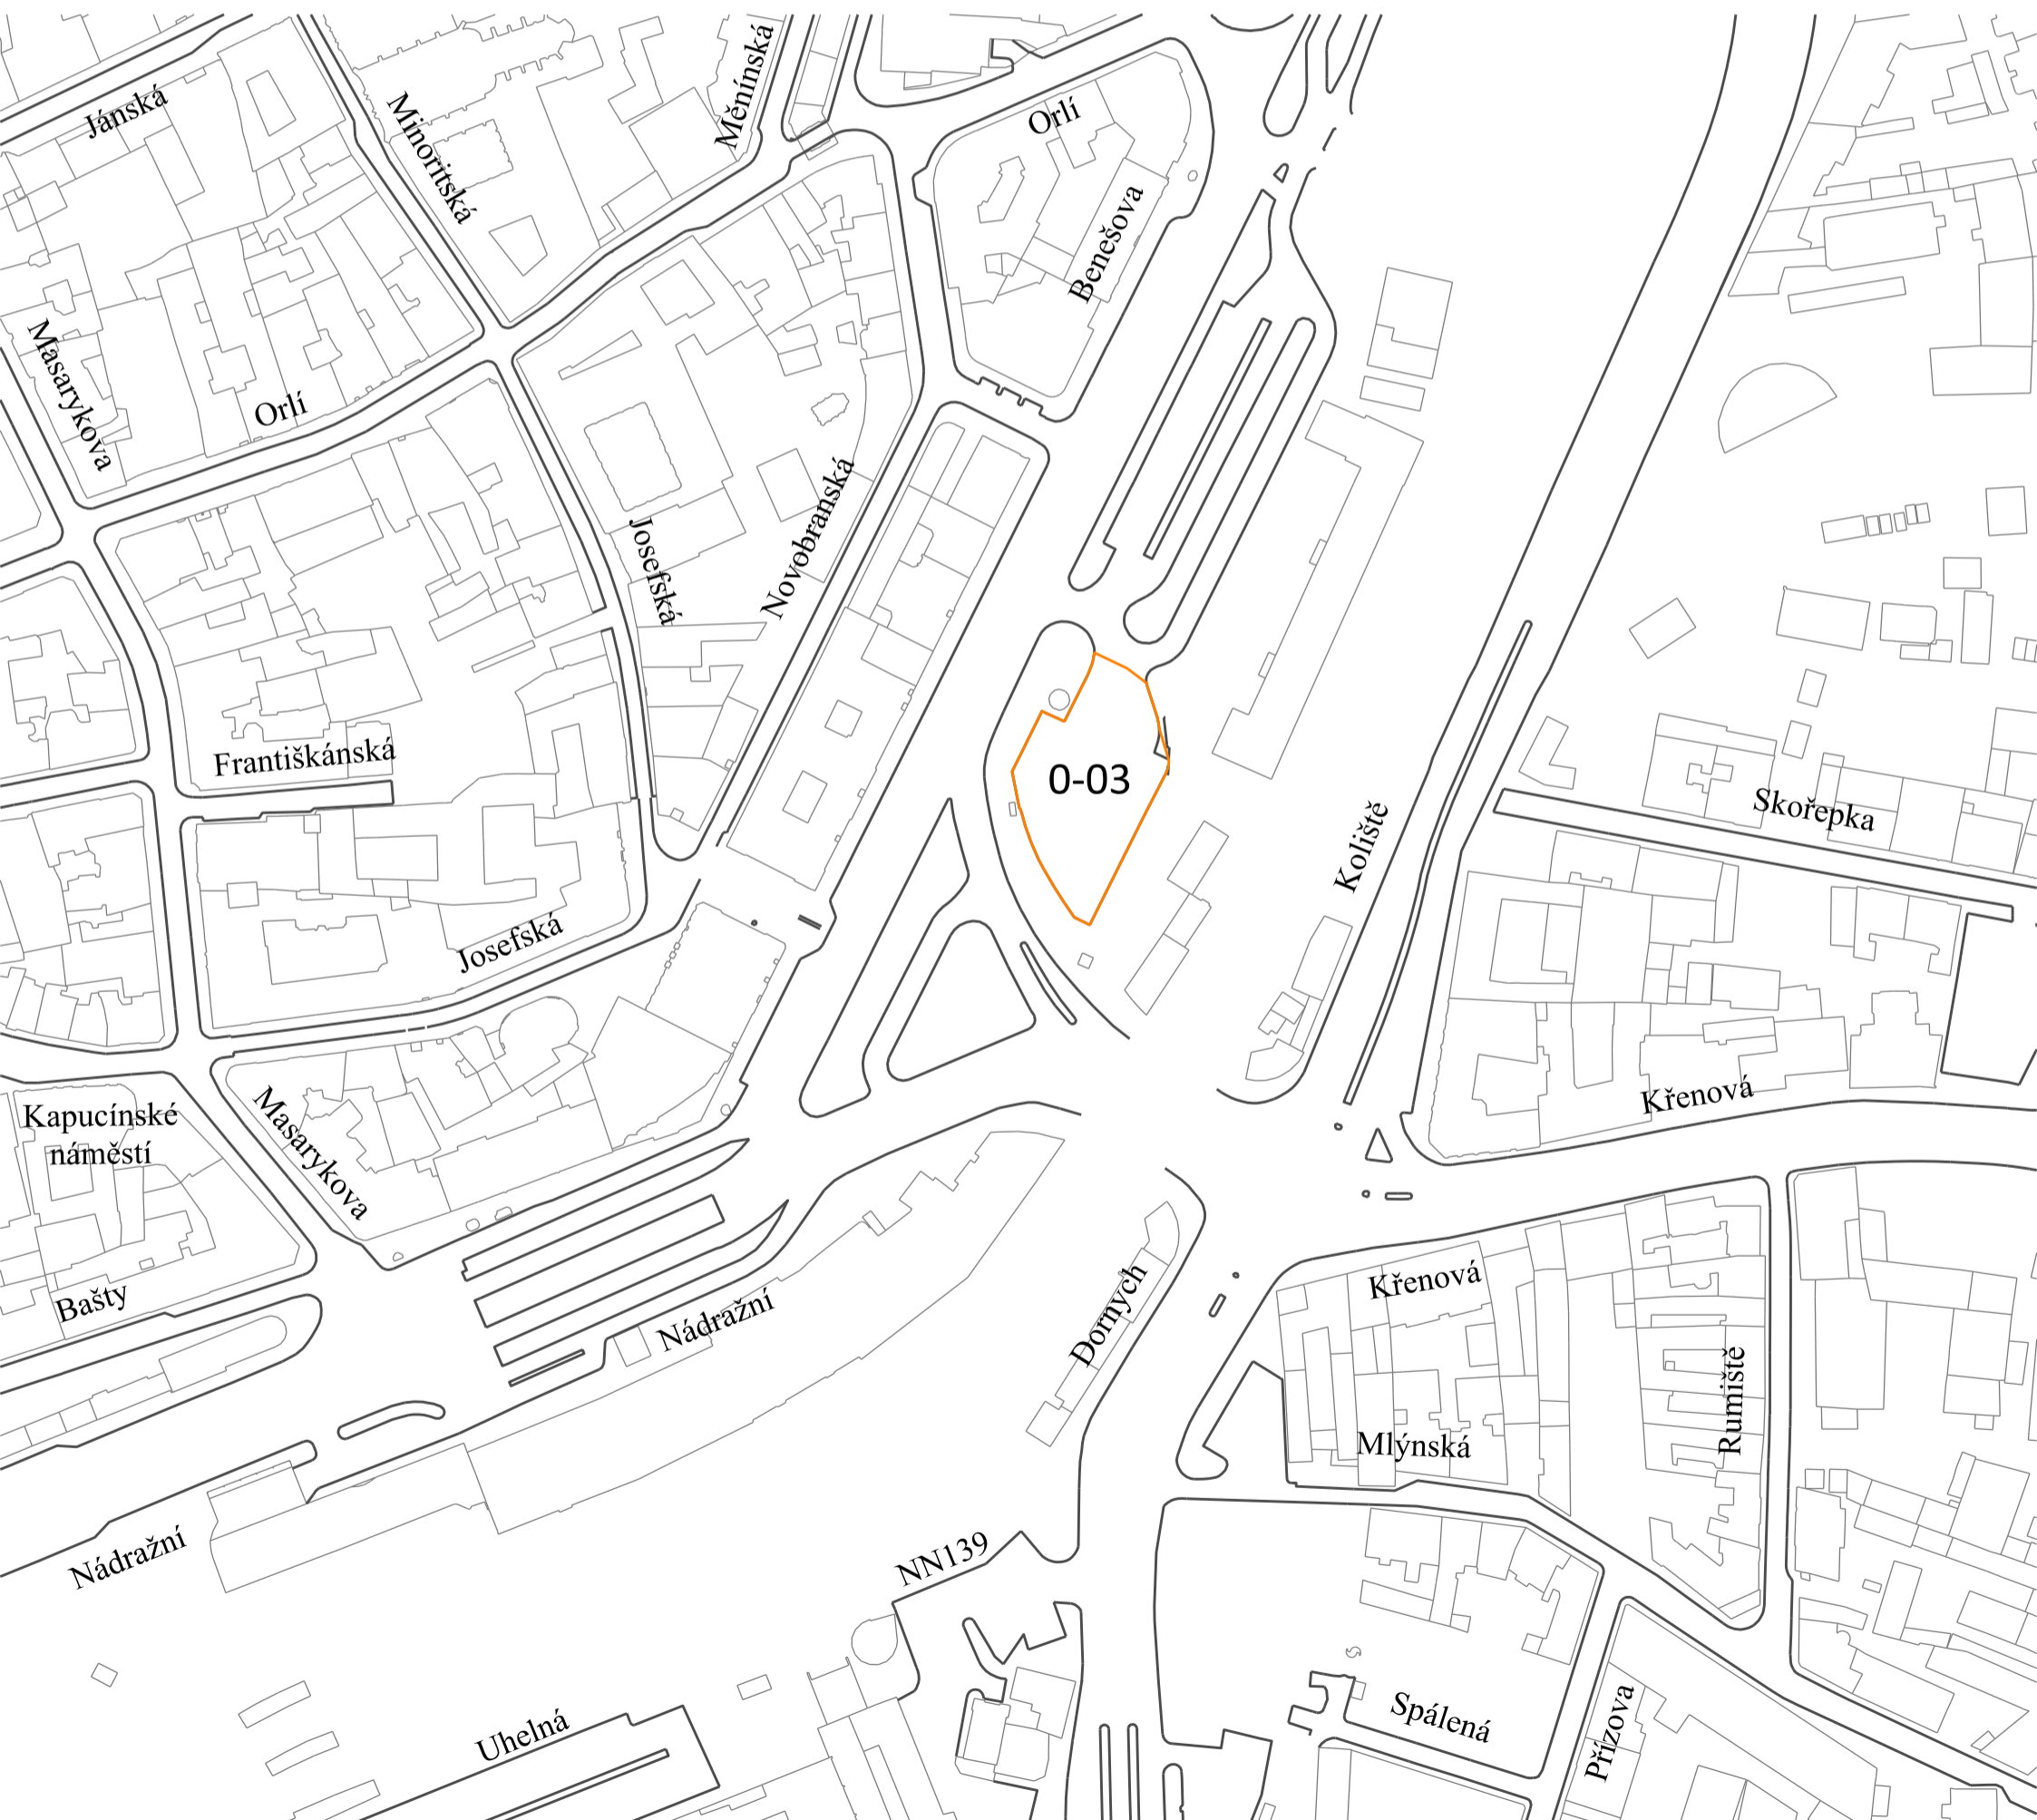 Jánská
Minoritská
Měnínská
Orlí
Benešova
Masarykova
Orlí
Josefská
Novobranská
Františkánská
0-03
Koliště
Skořepka
Josefská
Křenová
Kapucínské
náměstí
Masarykova
Bašty
Nádražní
Dornych
Křenová
Rumiště
Mlýnská
Nádražní
NN139
Uhelná
Spálená
Přízova